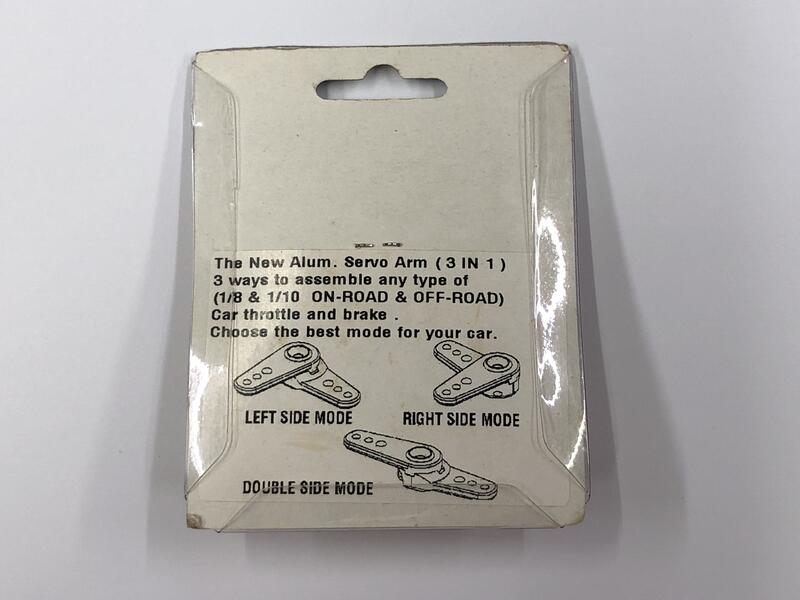 The New Alum. Servo Arm ( 3 IN 1 )
3 ways to assemble any type of
(1/8 & 1/10 ON-ROAD & OFF-ROAD)
Car throttle and brake .
Choose the best mode for your car.
LEFT SIDE MODE RIGHT SIDE MODE
DOUBLE SIDE MODE